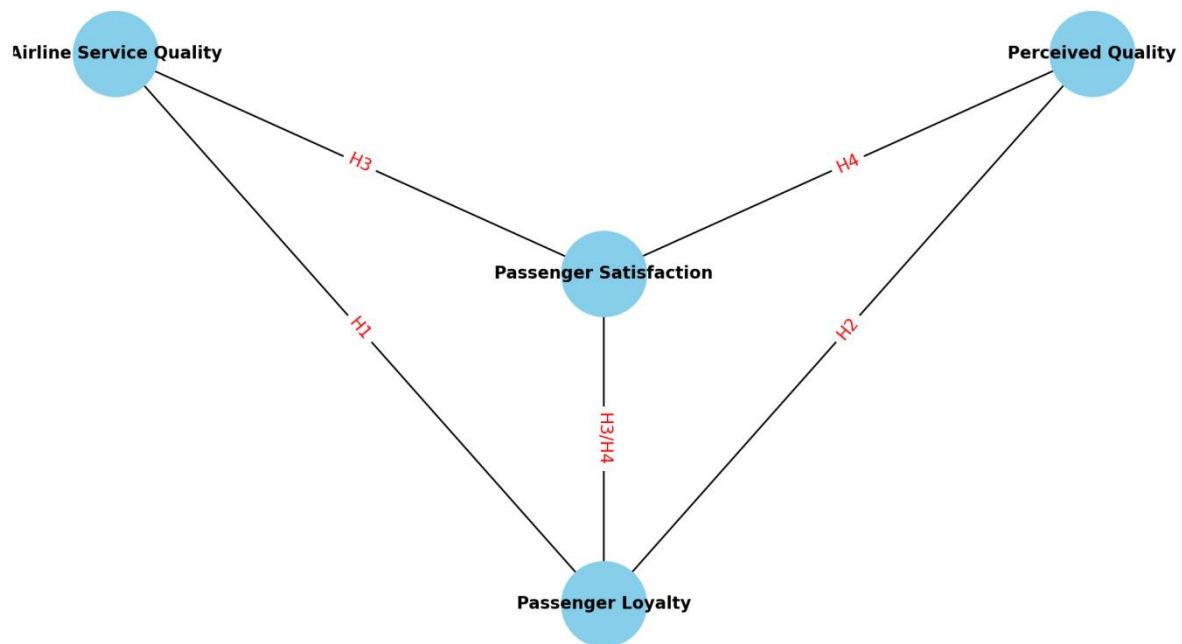 Airline Service Quality
Perceived Quality
H3
H4
Passenger Satisfaction
H1
H2
H3/H4
Passenger Loyalty